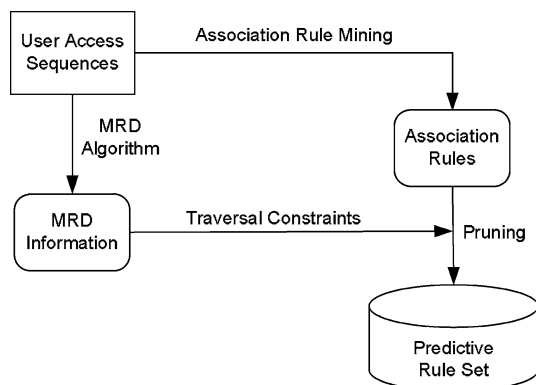 User Access
Sequences
Association Rule Mining
MRD
Algorithm
Association
Rules
MRD
Information
Traversal Constraints
Pruning
Predictive
Rule Set